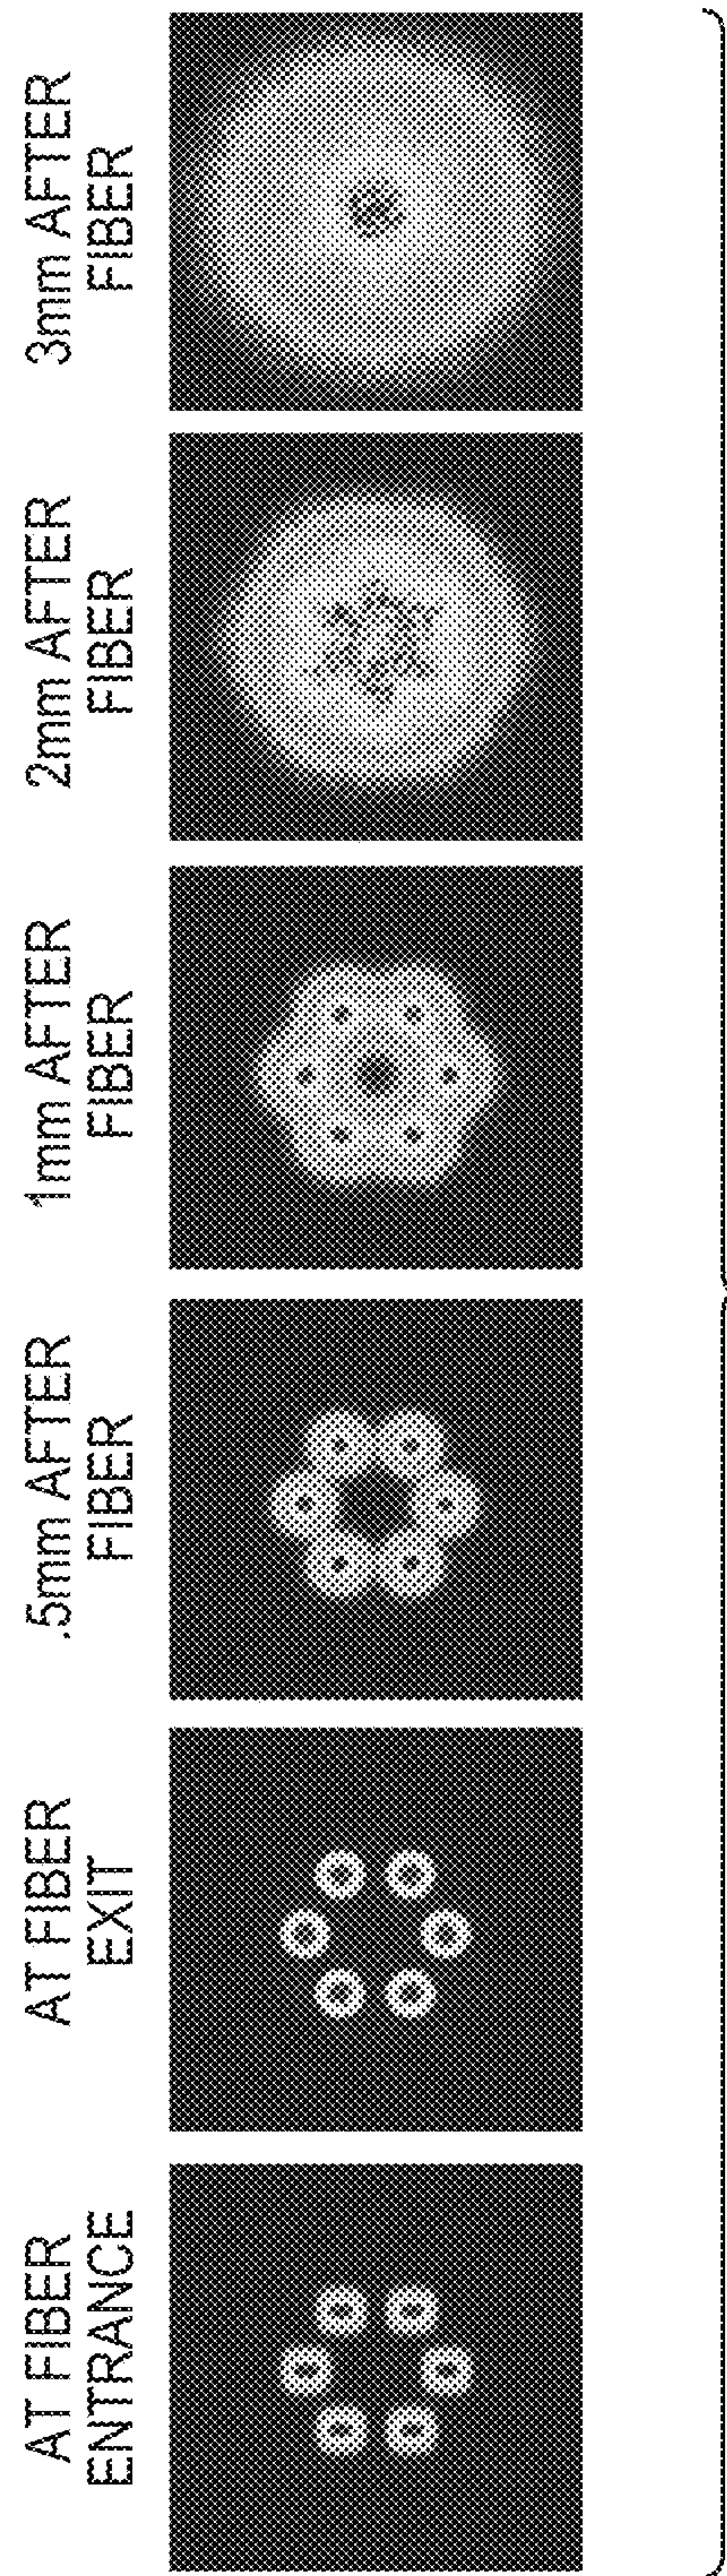 AT FIBER
ENTRANCE
AT FIBER
EXIT
.5mm AFTER
FIBER
1mm AFTER
FIBER
2mm AFTER
FIBER
3mm AFTER
FIBER